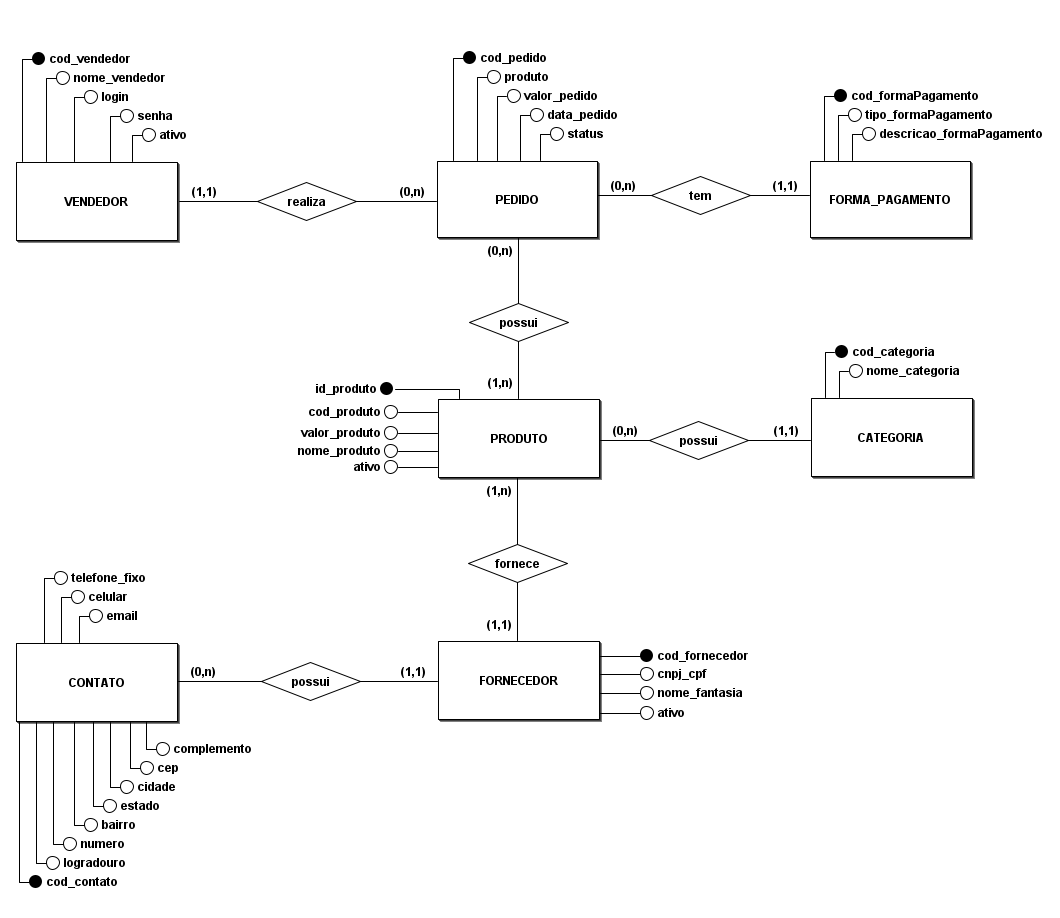 cod_vendedor
nome_vendedor
login
senha
ativo
VENDEDOR
(1,1)
realiza
(0,n)
cod_pedido
produto
valor_pedido
data_pedido
status
PEDIDO
(0,n)
tem
(1,1)
cod_formaPagamento
tipo_formaPagamento
descricao_formaPagamento
FORMA_PAGAMENTO
(0,n)
possui
(1,n)
id_produto
cod_produto
valor_produto
nome_produto
ativo
PRODUTO
(0,n)
possui
(1,1)
cod_categoria
nome_categoria
CATEGORIA
(1,n)
fornece
(1,1)
telefone_fixo
celular
email
CONTATO
(0,n)
possui
(1,1)
FORNECEDOR
cod_fornecedor
cnpj_cpf
nome_fantasia
ativo
complemento
cep
cidade
estado
bairro
numero
logradouro
cod_contato